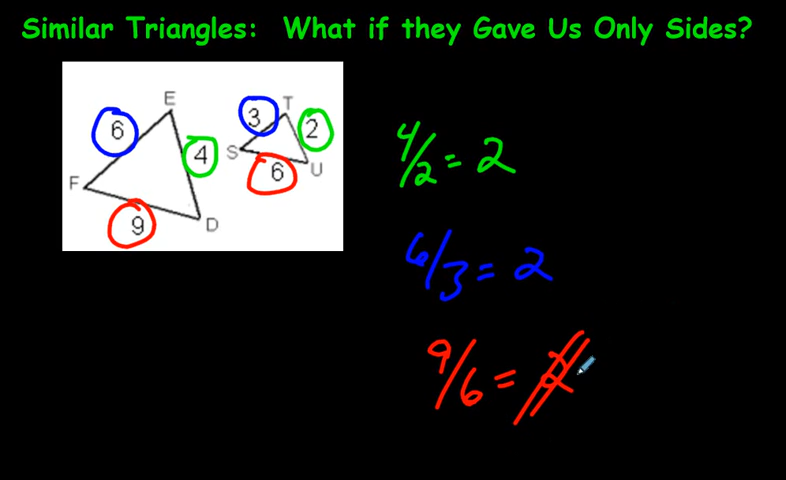 Similar Triangles: What if they Gave Us Only Sides?
E
6
4
F
9
D
T
3
2
S
6
U
4/2 = 2
6/3 = 2
9/6 = 2